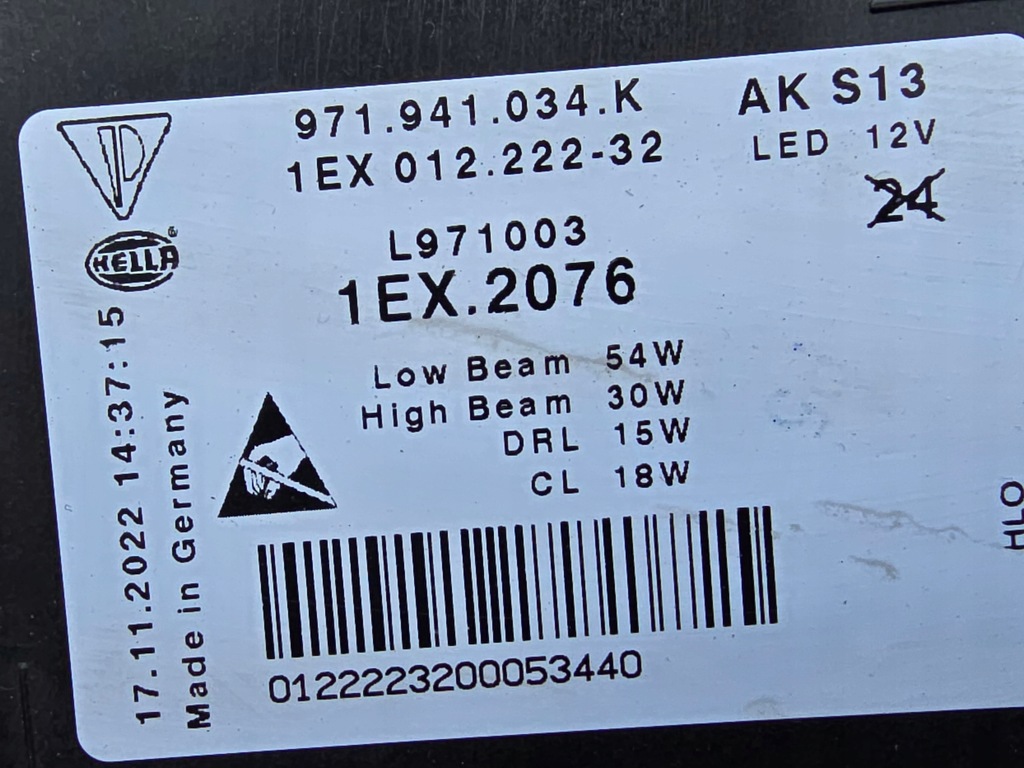 971.941.034.K
AK S13
1EX 012.222-32
LED 12V
24
HELLA®
L971003
1EX.2076
Low Beam 54W
High Beam 30W
DRL 15W
CL 18W
17.11.2022 14:37:15
Made in Germany
HLO
0122223200053440